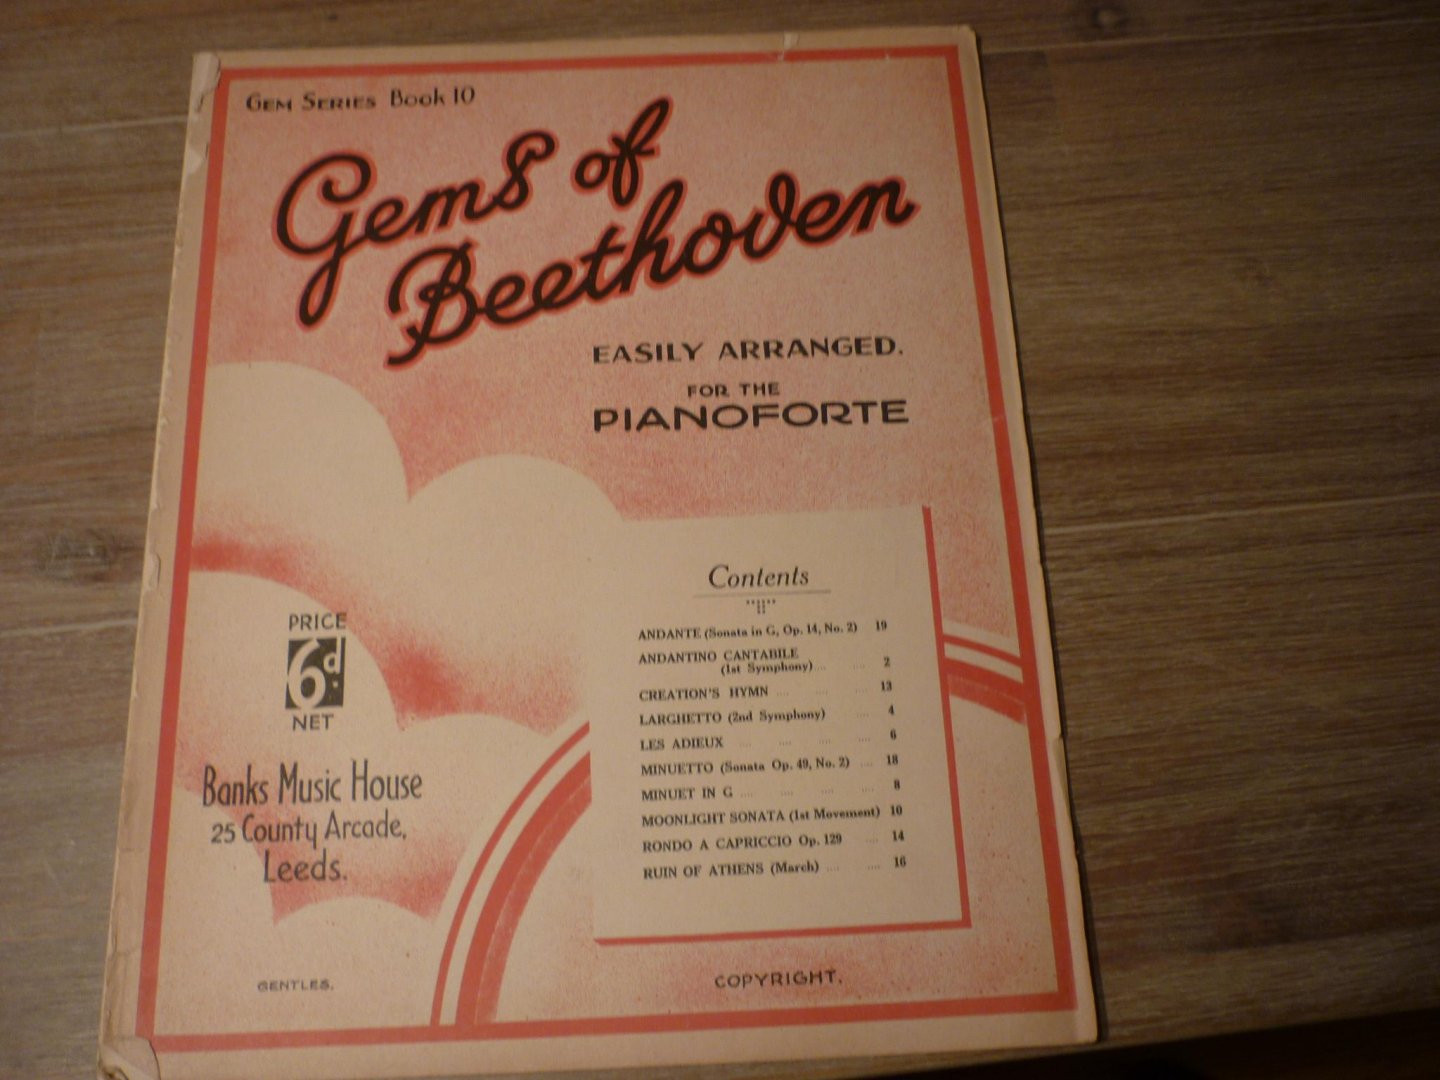 GEM SERIES BOOK 10
Gems of
Beethoven
EASILY ARRANGED.
FOR THE
PIANOFORTE
Contents
ANDANTE (Sonata in G, Op. 14, No. 2) 19
ANDANTINO CANTABILE
(1st Symphony) ... .... 2
CREATION'S HYMN .... .... .... 13
LARGHETTO (2nd Symphony) .... 4
LES ADIEUX .... .... .... .... 6
MINUETTO (Sonata Op. 49, No. 2) .... 18
MINUET IN G .... .... .... .... 8
MOONLIGHT SONATA (1st Movement) 10
RONDO A CAPRICCIO Op. 129 .... 14
RUIN OF ATHENS (March) .... .... 16
PRICE
6d.
NET
Banks Music House
25 County Arcade,
Leeds.
GENTLES.
COPYRIGHT.